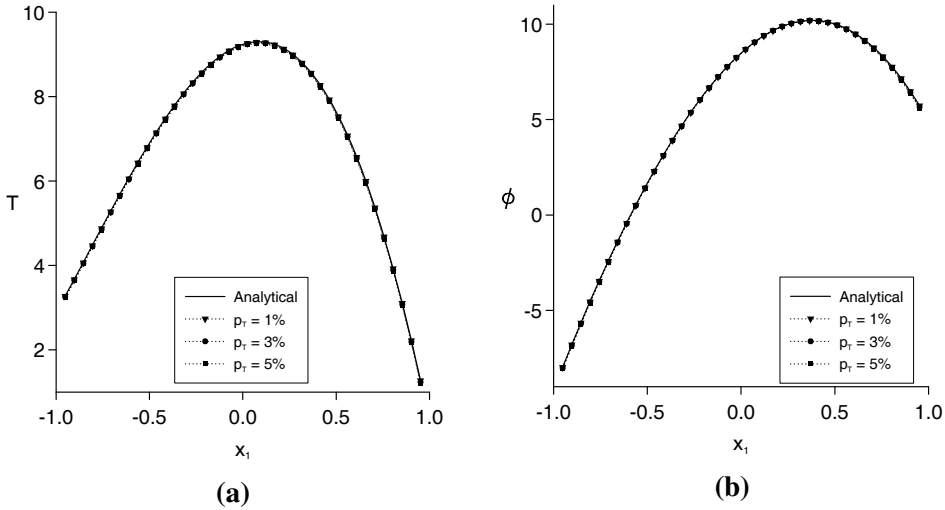 10
8
6
4
2
T
-1.0 -0.5 0.0 0.5 1.0
x₁
Analytical
p_T = 1%
p_T = 3%
p_T = 5%
(a)
10
5
0
-5
ϕ
-1.0 -0.5 0.0 0.5 1.0
x₁
Analytical
p_T = 1%
p_T = 3%
p_T = 5%
(b)